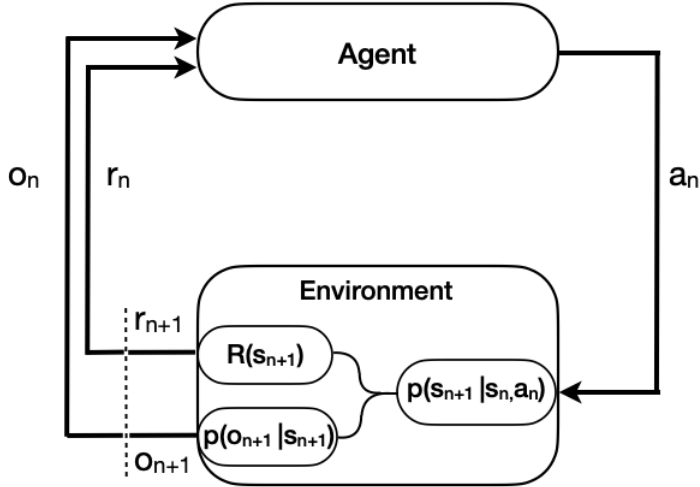 Agent
oₙ
rₙ
aₙ
Environment
rₙ₊₁
R(sₙ₊₁)
p(sₙ₊₁ |sₙ,aₙ)
p(oₙ₊₁ |sₙ₊₁)
oₙ₊₁